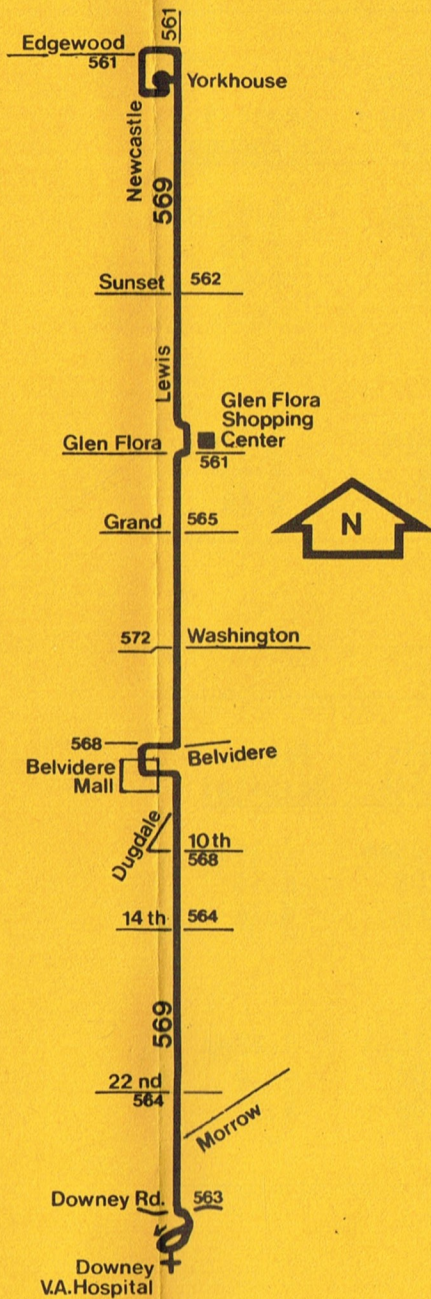 561
Edgewood
561
Yorkhouse
Newcastle
569
Sunset 562
Lewis
Glen Flora
Shopping
Center
Glen Flora
561
Grand 565
N
572 Washington
568
Belvidere
Belvidere
Mall
Dugdale
10th
568
14 th 564
569
22 nd
564
Morrow
Downey Rd. 563
Downey
V.A.Hospital